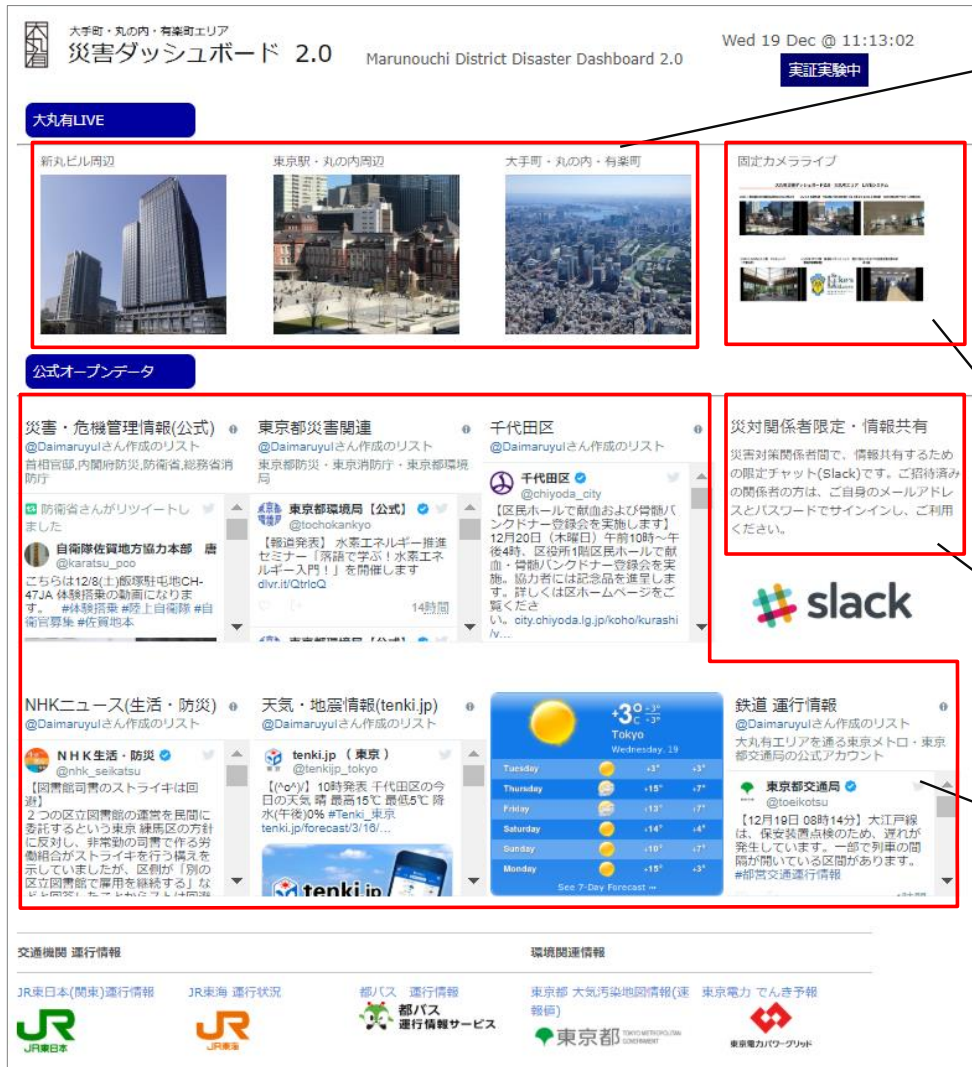 大手町・丸の内・有楽町エリア
災害ダッシュボード 2.0
Marunouchi District Disaster Dashboard 2.0
Wed 19 Dec @ 11:13:02
実証実験中
大丸有LIVE
新丸ビル周辺
東京駅・丸の内周辺
大手町・丸の内・有楽町
固定カメラライブ
公式オープンデータ
災害・危機管理情報(公式)
@Daimaruyulさん作成のリスト
首相官邸,内閣府防災,防衛省,総務省消
防庁
防衛省さんがリツイートし
ました
自衛隊佐賀地方協力本部 唐
@karatsu_poo
こちらは12/8(土)飯塚駐屯地CH-
47JA 体験搭乗の動画になりま
す。 #体験搭乗 #陸上自衛隊 #自
衛官募集 #佐賀地本
東京都災害関連
@Daimaruyulさん作成のリスト
東京都防災・東京消防庁・東京都環境
局
東京都環境局【公式】
@tochokankyo
【報道発表】 水素エネルギー推進
セミナー「落語で学ぶ！水素エネ
ルギー入門！」を開催します
dlvr.it/QtrlcQ
14時間
東京都環境局【公式】
千代田区
@Daimaruyulさん作成のリスト
千代田区
@chiyoda_city
【区民ホールで献血および骨髄バ
ンクドナー登録会を実施します】
12月20日（木曜日）午前10時～午
後4時、区役所1階区民ホールで献
血・骨髄バンクドナー登録会を実
施。協力者には記念品を進呈しま
す。詳しくは区ホームページをご
覧くださ
い。city.chiyoda.lg.jp/koho/kurashi
/v...
災対関係者限定・情報共有
災害対策関係者間で、情報共有するため
の限定チャット(Slack)です。ご招待済み
の関係者の方は、ご自身のメールアドレ
スとパスワードでサインインし、ご利用
ください。
slack
NHKニュース(生活・防災)
@Daimaruyulさん作成のリスト
ＮＨＫ生活・防災
@nhk_seikatsu
【図書館司書のストライキは回
避】
２つの区立図書館の運営を民間に
委託するという東京 練馬区の方針
に反対し、非常勤の司書で作る労
働組合がストライキを行う構えを
示していましたが、区側が「別の
区立図書館で雇用を継続する」な
どと回答したことからストは回避
天気・地震情報(tenki.jp)
@Daimaruyulさん作成のリスト
tenki.jp （東京）
@tenkijp_tokyo
【(^o^)/】10時発表 千代田区の今
日の天気 晴 最高15℃ 最低5℃ 降
水(午後)0% #Tenki_東京
tenki.jp/forecast/3/16/...
tenki.jp
+3°C -3° -3°
Tokyo
Wednesday, 19
Tuesday +3° +3°
Thursday +15° +7°
Friday +13° +7°
Saturday +14° +4°
Sunday +10° +7°
Monday +15° +3°
See 7-Day Forecast
鉄道 運行情報
@Daimaruyulさん作成のリスト
大丸有エリアを通る東京メトロ・東京
都交通局の公式アカウント
東京都交通局
@toeikotsu
【12月19日 08時14分】大江戸線
は、保安装置点検のため、遅れが
発生しています。一部で列車の間
隔が開いている区間があります。
#都営交通運行情報
交通機関 運行情報
環境関連情報
JR東日本(関東)運行情報
JR東海 運行状況
都バス 運行情報
東京都 大気汚染地図情報(速
報値)
東京電力 でんき予報
JR
JR東日本
JR
JR東海
都バス
運行情報サービス
東京都
TOKYO METROPOLITAN
GOVERNMENT
東京電力パワーグリッド